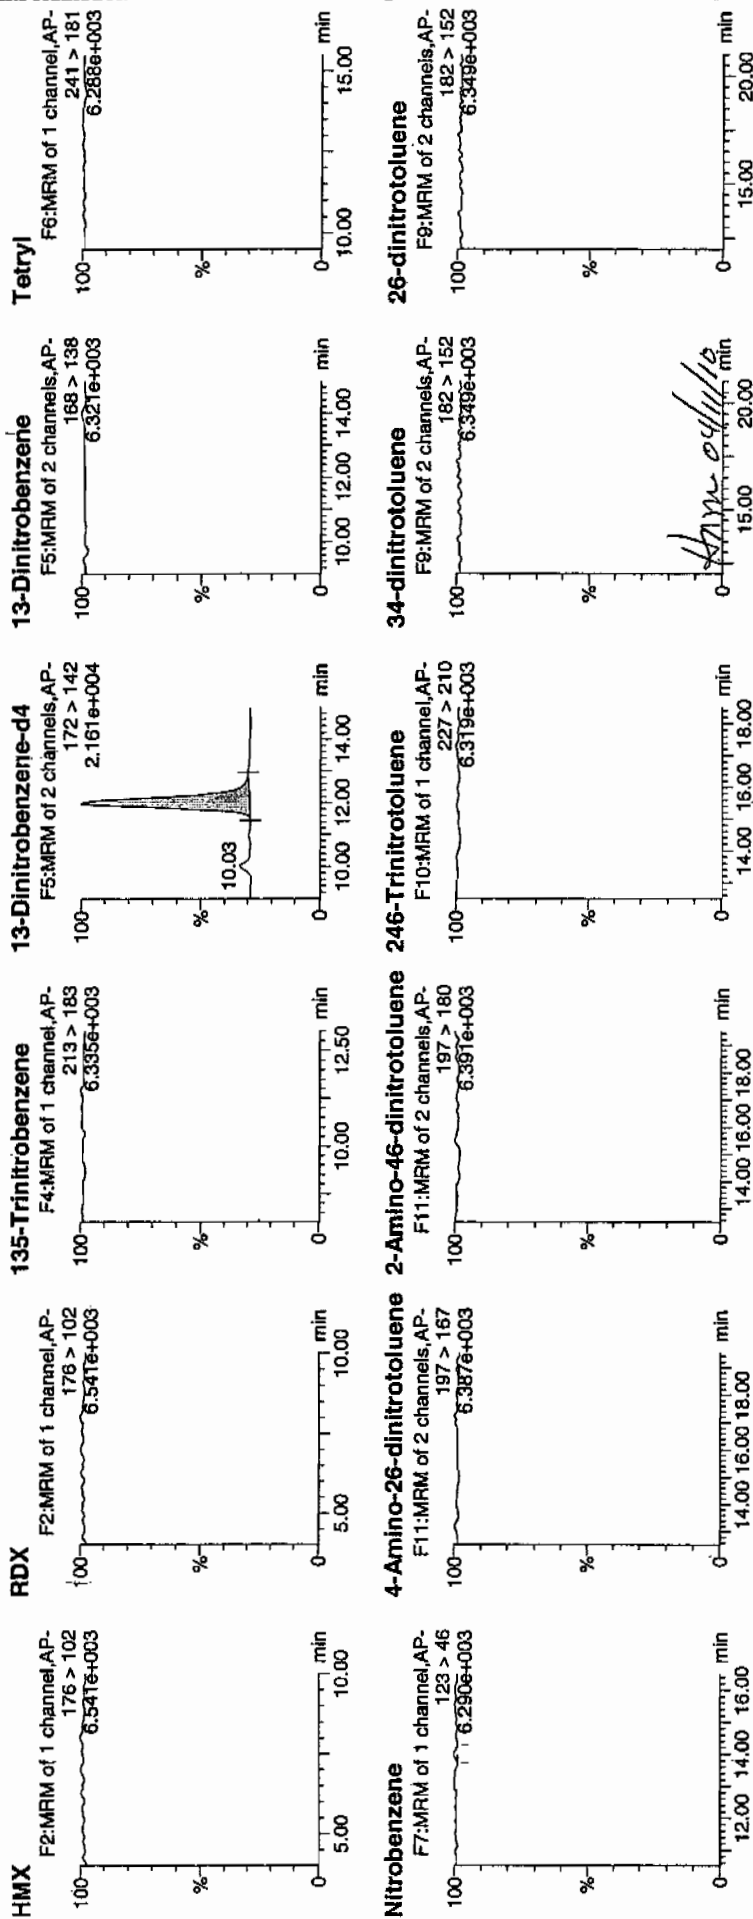 HMX
F2:MRM of 1 channel,AP-
176 > 102
6.541e+003
100
%
0
5.00 10.00 min
RDX
F2:MRM of 1 channel,AP-
176 > 102
6.541e+003
100
%
0
5.00 10.00 min
135-Trinitrobenzene
F4:MRM of 1 channel,AP-
213 > 183
6.335e+003
100
%
0
10.00 12.50 min
13-Dinitrobenzene-d4
F5:MRM of 2 channels,AP-
172 > 142
2.161e+004
100
%
10.03
0
10.00 12.00 14.00 min
13-Dinitrobenzene
F5:MRM of 2 channels,AP-
168 > 138
6.321e+003
100
%
0
10.00 12.00 14.00 min
Tetryl
F6:MRM of 1 channel,AP-
241 > 181
6.288e+003
100
%
0
10.00 15.00 min
Nitrobenzene
F7:MRM of 1 channel,AP-
123 > 46
6.290e+003
100
%
0
12.00 14.00 16.00 min
4-Amino-26-dinitrotoluene
F11:MRM of 2 channels,AP-
197 > 167
6.387e+003
100
%
0
14.00 16.00 18.00 min
2-Amino-46-dinitrotoluene
F11:MRM of 2 channels,AP-
197 > 180
6.391e+003
100
%
0
14.00 16.00 18.00 min
246-Trinitrotoluene
F10:MRM of 1 channel,AP-
227 > 210
6.319e+003
100
%
0
14.00 16.00 18.00 min
34-dinitrotoluene
F9:MRM of 2 channels,AP-
182 > 152
6.349e+003
100
%
0
15.00 20.00 min
04/11/10
26-dinitrotoluene
F9:MRM of 2 channels,AP-
182 > 152
6.349e+003
100
%
0
15.00 20.00 min